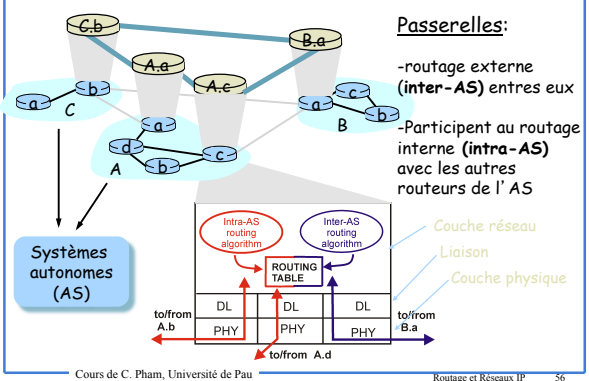 C.b
B.a
A.a
A.c
Passerelles:
-routage externe
(inter-AS) entres eux
-Participent au routage
interne (intra-AS)
avec les autres
routeurs de l'AS
a
b
C
a
c
b
B
a
d
b
c
A
Systèmes
autonomes
(AS)
Intra-AS
routing
algorithm
Inter-AS
routing
algorithm
ROUTING
TABLE
DL
DL
DL
PHY
PHY
PHY
to/from
A.b
to/from
B.a
to/from A.d
Couche réseau
Liaison
Couche physique
Cours de C. Pham, Université de Pau
Routage et Réseaux IP
56